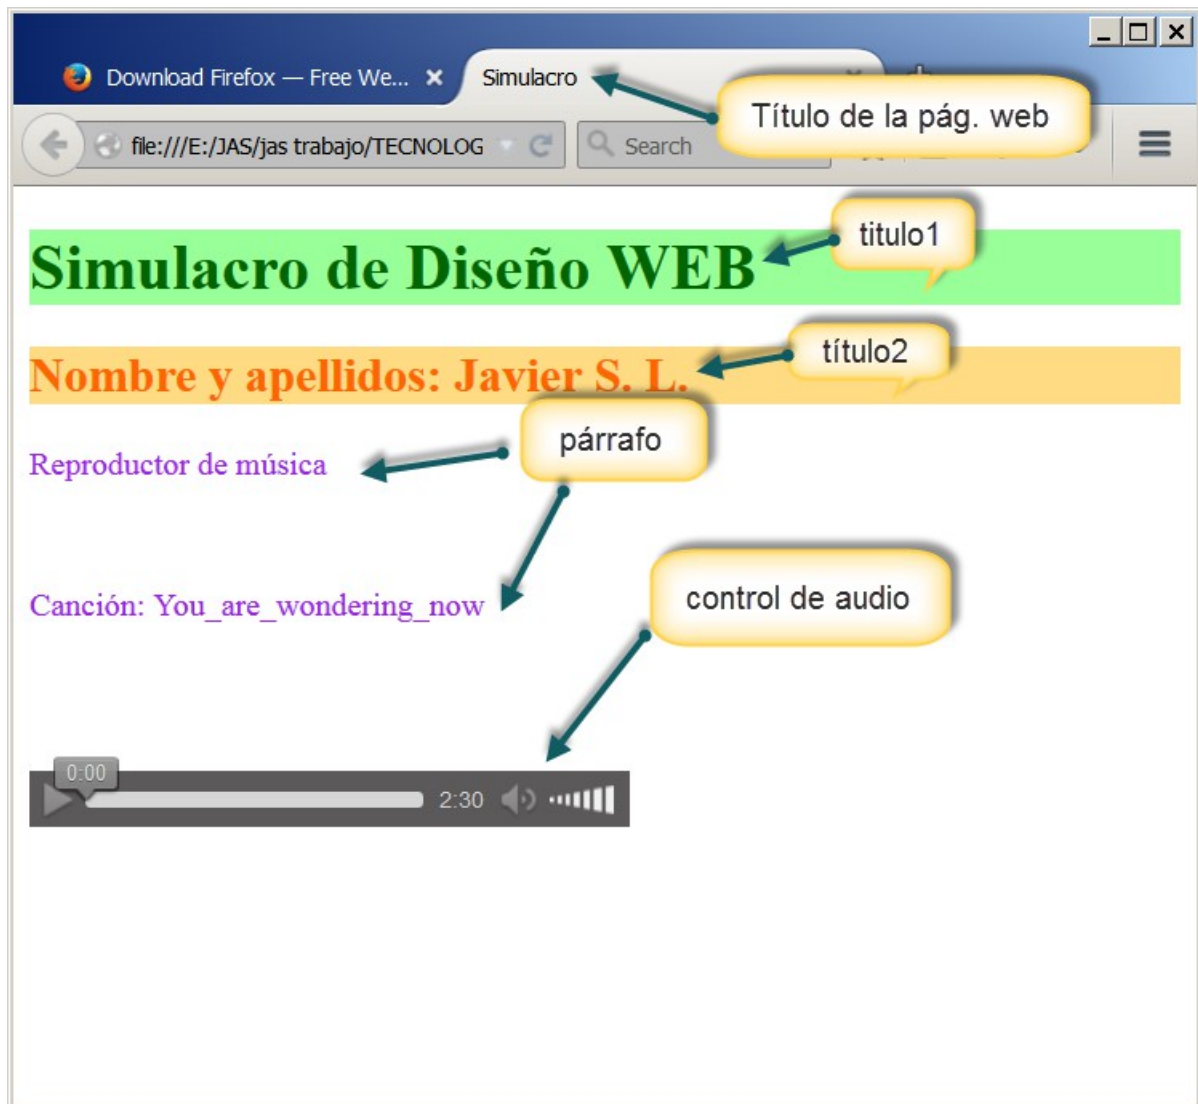 Download Firefox — Free We...
Simulacro
Título de la pág. web
file:///E:/JAS/jas trabajo/TECNOLOG
Search
titulo1
Simulacro de Diseño WEB
título2
Nombre y apellidos: Javier S. L.
párrafo
Reproductor de música
Canción: You_are_wondering_now
control de audio
0:00
2:30